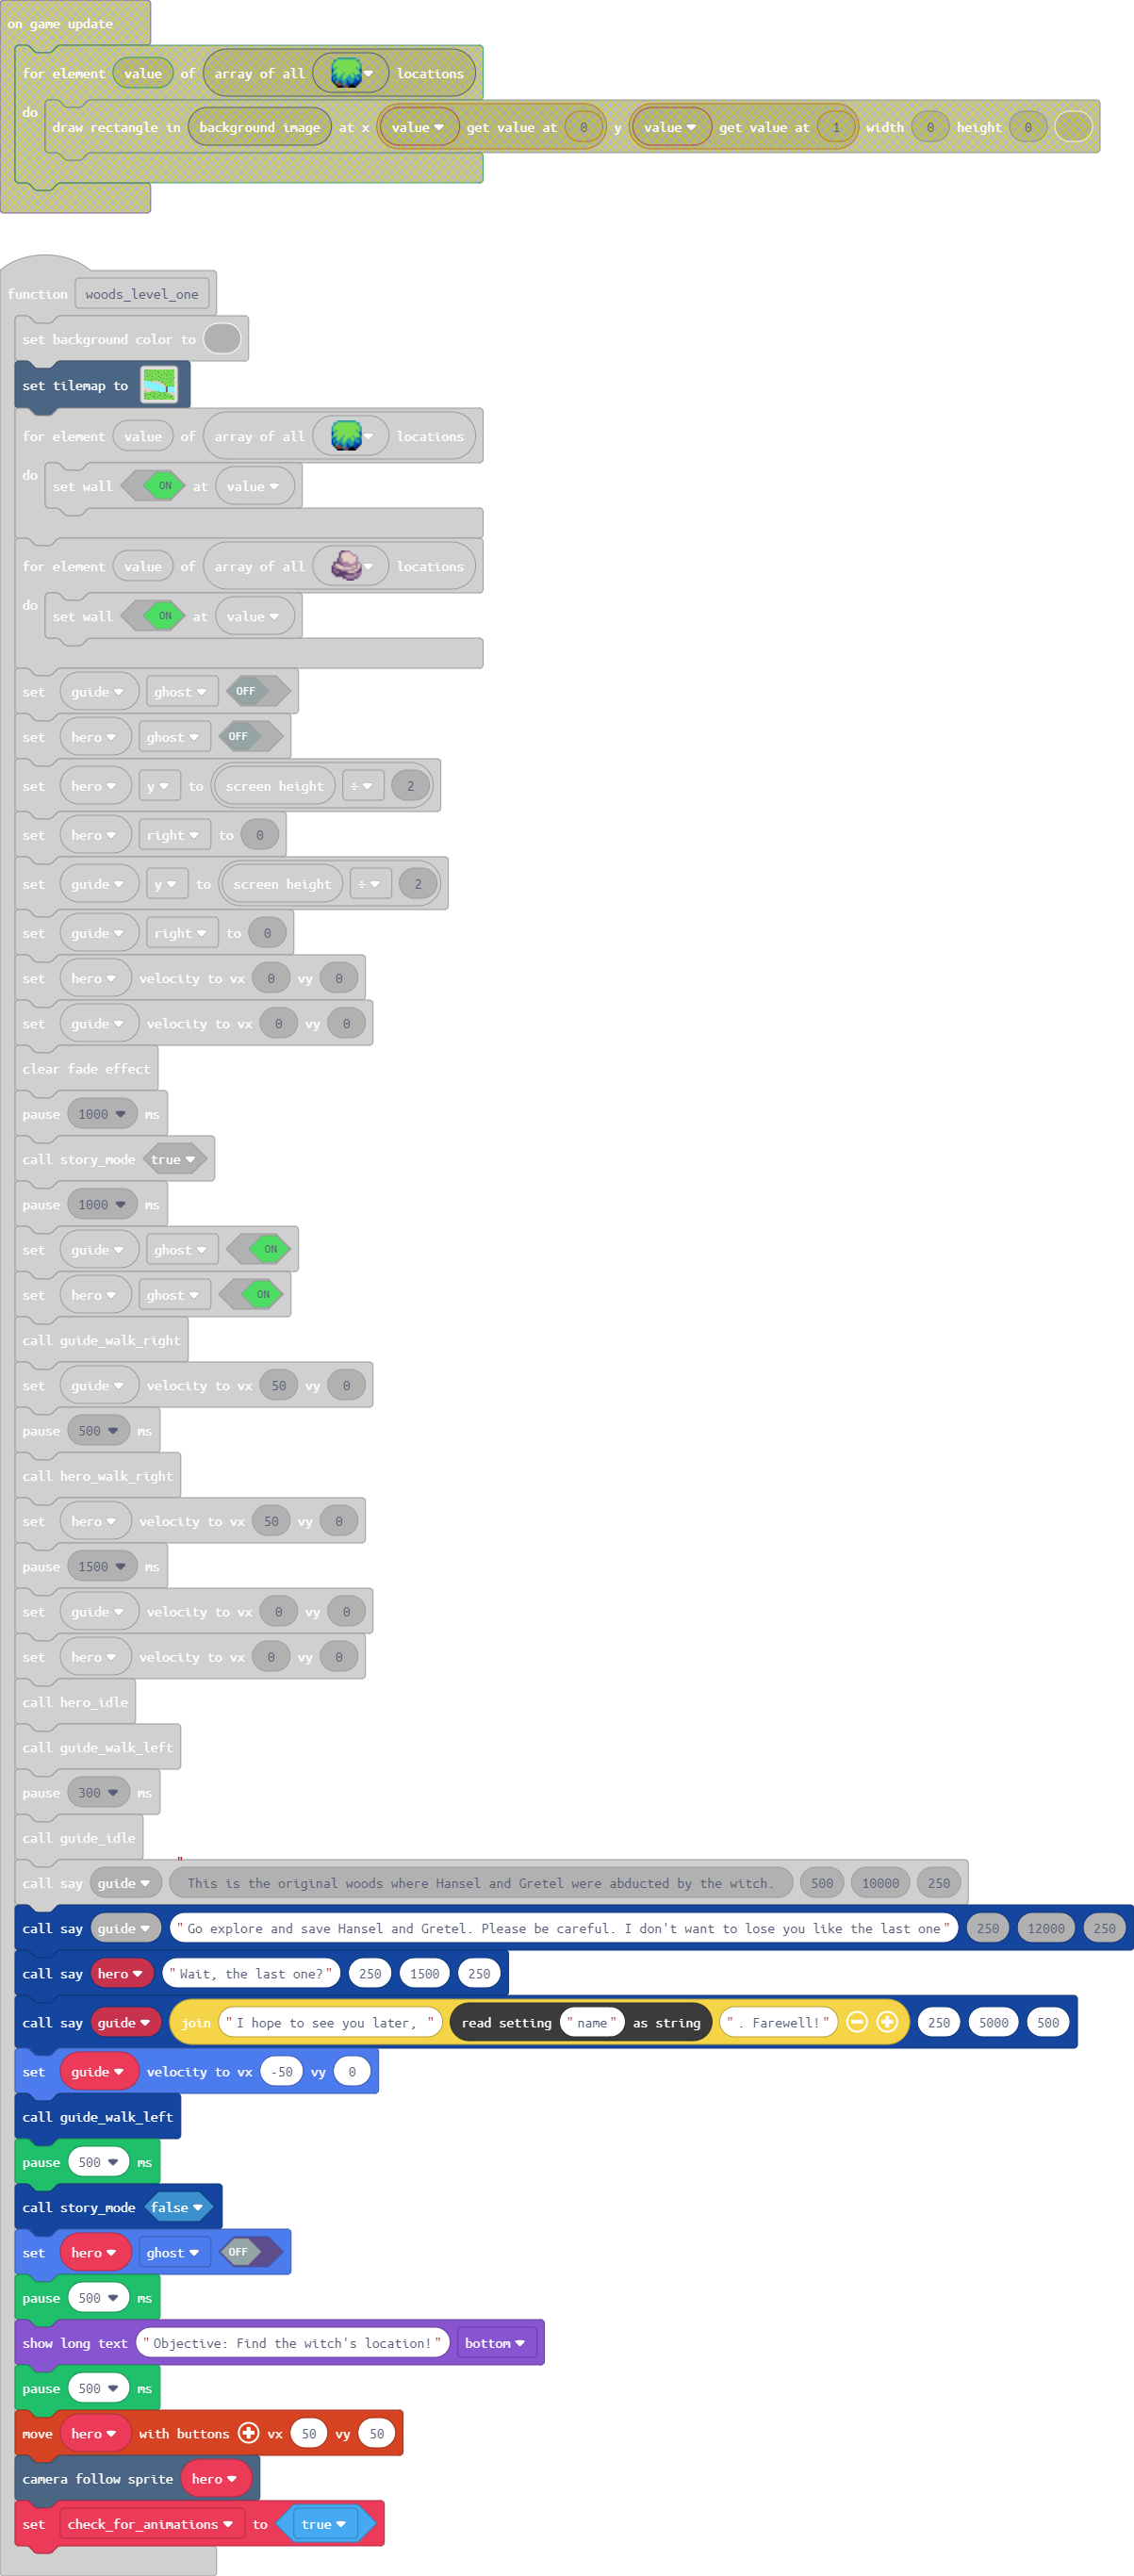 on game update
for element value of array of all locations
do
draw rectangle in background image at x value get value at 0 y value get value at 1 width 0 height 0
function woods_level_one
set background color to
set tilemap to
for element value of array of all locations
do
set wall ON at value
for element value of array of all locations
do
set wall ON at value
set guide ghost OFF
set hero ghost OFF
set hero y to screen height ÷ 2
set hero right to 0
set guide y to screen height ÷ 2
set guide right to 0
set hero velocity to vx 0 vy 0
set guide velocity to vx 0 vy 0
clear fade effect
pause 1000 ms
call story_mode true
pause 1000 ms
set guide ghost ON
set hero ghost ON
call guide_walk_right
set guide velocity to vx 50 vy 0
pause 500 ms
call hero_walk_right
set hero velocity to vx 50 vy 0
pause 1500 ms
set guide velocity to vx 0 vy 0
set hero velocity to vx 0 vy 0
call hero_idle
call guide_walk_left
pause 300 ms
call guide_idle
call say guide "This is the original woods where Hansel and Gretel were abducted by the witch. 500 10000 250
call say guide "Go explore and save Hansel and Gretel. Please be careful. I don't want to lose you like the last one" 250 12000 250
call say hero "Wait, the last one?" 250 1500 250
call say guide join "I hope to see you later, " read setting "name" as string ". Farewell!" 250 5000 500
set guide velocity to vx -50 vy 0
call guide_walk_left
pause 500 ms
call story_mode false
set hero ghost OFF
pause 500 ms
show long text "Objective: Find the witch's location!" bottom
pause 500 ms
move hero with buttons vx 50 vy 50
camera follow sprite hero
set check_for_animations to true